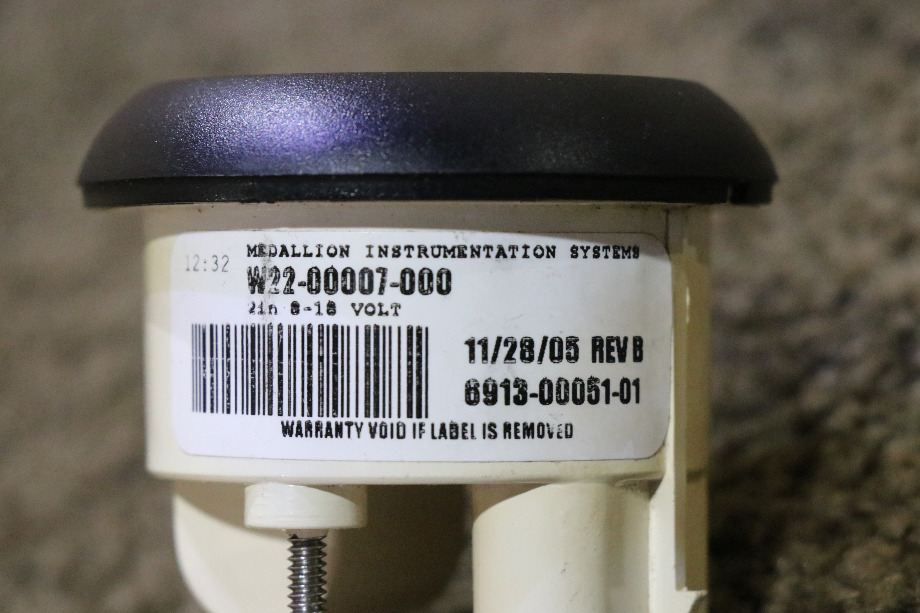 MEDALLION INSTRUMENTATION SYSTEMS
12:32
W22-00007-000
2in 8-18 VOLT
11/28/05 REV B
6913-00051-01
WARRANTY VOID IF LABEL IS REMOVED